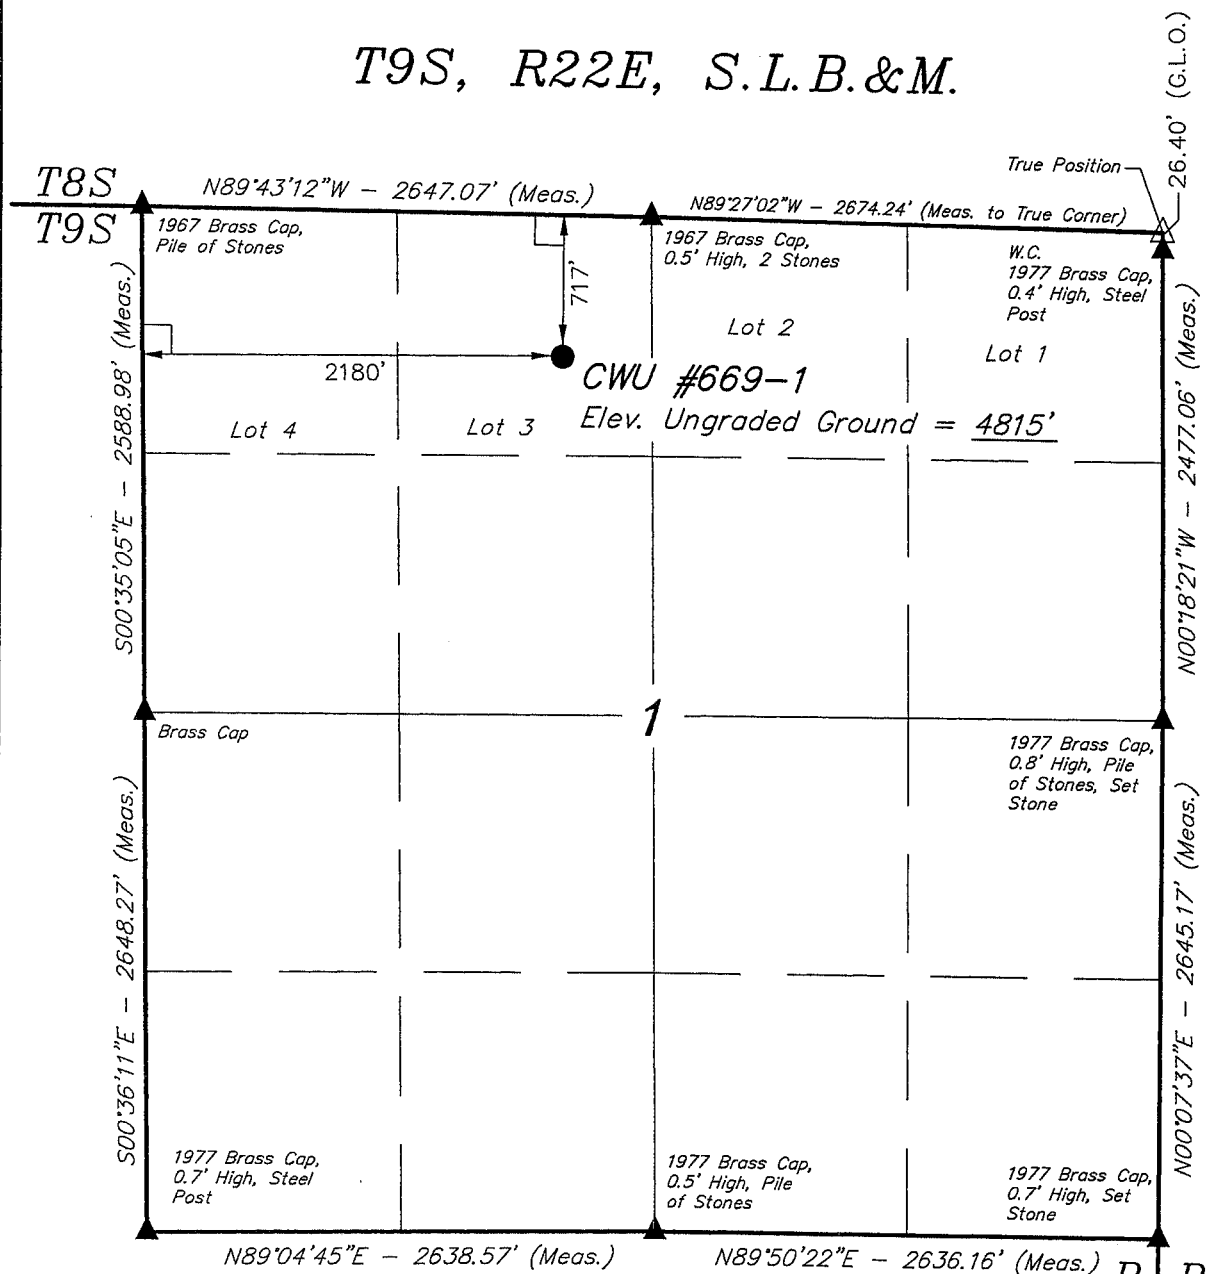 T9S, R22E, S.L.B.&M.
26.40' (G.L.O.)
True Position
T8S
T9S
N89°43'12"W - 2647.07' (Meas.)
N89°27'02"W - 2674.24' (Meas. to True Corner)
1967 Brass Cap,
Pile of Stones
1967 Brass Cap,
0.5' High, 2 Stones
W.C.
1977 Brass Cap,
0.4' High, Steel
Post
717'
2180'
Lot 2
Lot 1
CWU #669-1
Elev. Ungraded Ground = 4815'
Lot 4
Lot 3
S00°35'05"E - 2588.98' (Meas.)
N00°18'21"W - 2477.06' (Meas.)
1
Brass Cap
1977 Brass Cap,
0.8' High, Pile
of Stones, Set
Stone
S00°36'11"E - 2648.27' (Meas.)
N00°07'37"E - 2645.17' (Meas.)
1977 Brass Cap,
0.7' High, Steel
Post
1977 Brass Cap,
0.5' High, Pile
of Stones
1977 Brass Cap,
0.7' High, Set
Stone
N89°04'45"E - 2638.57' (Meas.)
N89°50'22"E - 2636.16' (Meas.)